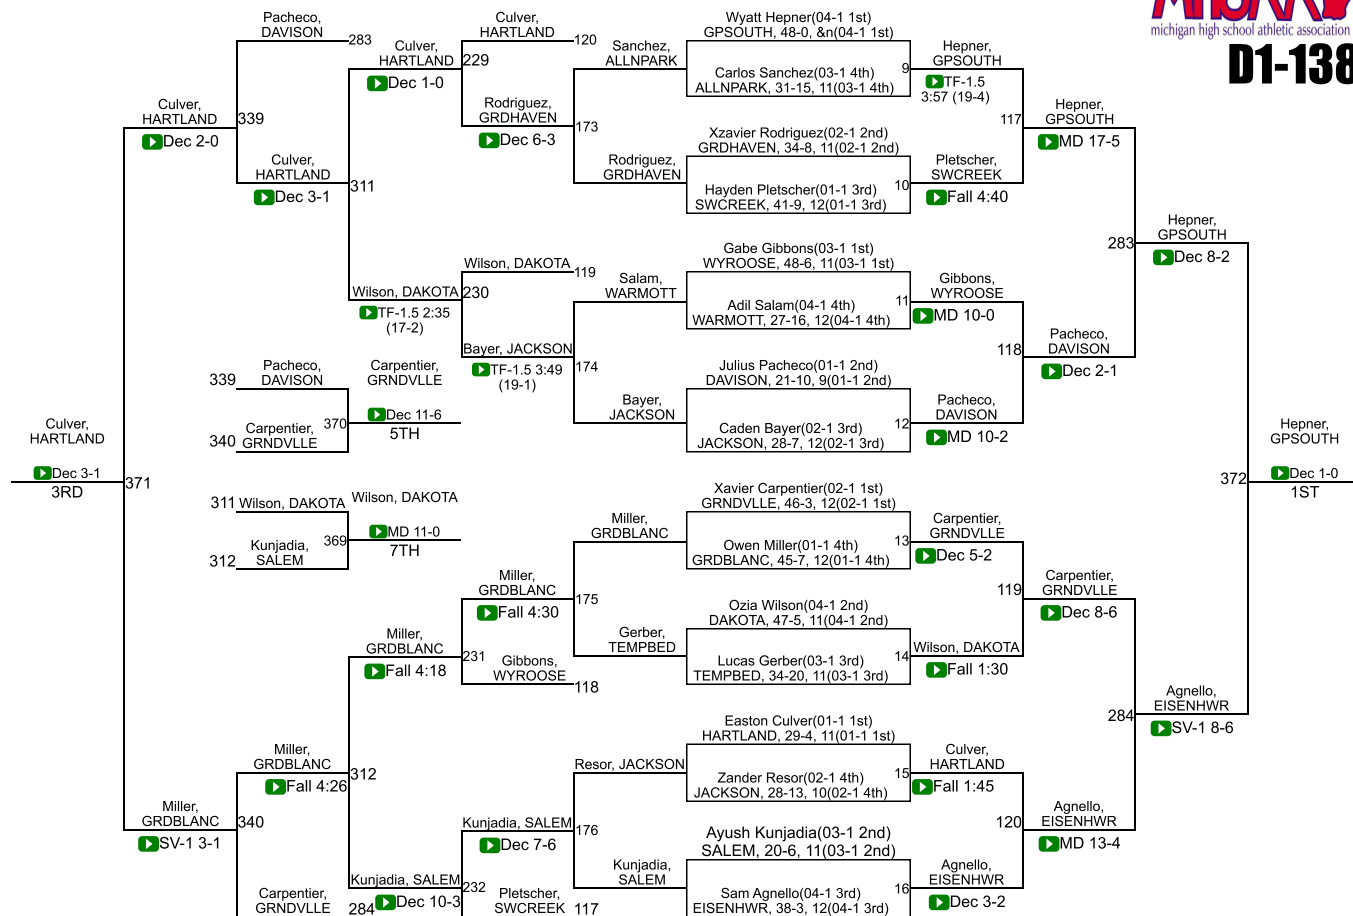 MHSAA
michigan high school athletic association
D1-138
Pacheco,
DAVISON
283
Culver,
HARTLAND
Dec 2-0
339
Culver,
HARTLAND
Dec 3-1
311
Culver,
HARTLAND
Dec 1-0
229
Culver,
HARTLAND
120
Rodriguez,
GRDHAVEN
Dec 6-3
173
Sanchez,
ALLNPARK
Rodriguez,
GRDHAVEN
Wyatt Hepner(04-1 1st)
GPSOUTH, 48-0, &n(04-1 1st)
Carlos Sanchez(03-1 4th)
ALLNPARK, 31-15, 11(03-1 4th)
9
Hepner,
GPSOUTH
TF-1.5
3:57 (19-4)
117
Hepner,
GPSOUTH
MD 17-5
Xzavier Rodriguez(02-1 2nd)
GRDHAVEN, 34-8, 11(02-1 2nd)
Hayden Pletscher(01-1 3rd)
SWCREEK, 41-9, 12(01-1 3rd)
10
Pletscher,
SWCREEK
Fall 4:40
283
Hepner,
GPSOUTH
Dec 8-2
Wilson, DAKOTA
TF-1.5 2:35
(17-2)
230
Wilson, DAKOTA
119
Bayer, JACKSON
TF-1.5 3:49
(19-1)
174
Salam,
WARMOTT
Bayer,
JACKSON
Gabe Gibbons(03-1 1st)
WYROOSE, 48-6, 11(03-1 1st)
Adil Salam(04-1 4th)
WARMOTT, 27-16, 12(04-1 4th)
11
Gibbons,
WYROOSE
MD 10-0
118
Pacheco,
DAVISON
Dec 2-1
Julius Pacheco(01-1 2nd)
DAVISON, 21-10, 9(01-1 2nd)
Caden Bayer(02-1 3rd)
JACKSON, 28-7, 12(02-1 3rd)
12
Pacheco,
DAVISON
MD 10-2
339
Pacheco,
DAVISON
340
Carpentier,
GRNDVLLE
370
Carpentier,
GRNDVLLE
Dec 11-6
5TH
Culver,
HARTLAND
Dec 3-1
3RD
371
311 Wilson, DAKOTA
312
Kunjadia,
SALEM
369
Wilson, DAKOTA
MD 11-0
7TH
372
Hepner,
GPSOUTH
Dec 1-0
1ST
Miller,
GRDBLANC
Xavier Carpentier(02-1 1st)
GRNDVLLE, 46-3, 12(02-1 1st)
Owen Miller(01-1 4th)
GRDBLANC, 45-7, 12(01-1 4th)
13
Carpentier,
GRNDVLLE
Dec 5-2
119
Carpentier,
GRNDVLLE
Dec 8-6
Miller,
GRDBLANC
Fall 4:30
175
Gerber,
TEMPBED
Ozia Wilson(04-1 2nd)
DAKOTA, 47-5, 11(04-1 2nd)
Lucas Gerber(03-1 3rd)
TEMPBED, 34-20, 11(03-1 3rd)
14
Wilson, DAKOTA
Fall 1:30
Miller,
GRDBLANC
Fall 4:18
231
Gibbons,
WYROOSE
118
284
Agnello,
EISENHWR
SV-1 8-6
Miller,
GRDBLANC
Fall 4:26
312
Resor, JACKSON
Easton Culver(01-1 1st)
HARTLAND, 29-4, 11(01-1 1st)
Zander Resor(02-1 4th)
JACKSON, 28-13, 10(02-1 4th)
15
Culver,
HARTLAND
Fall 1:45
120
Agnello,
EISENHWR
MD 13-4
Miller,
GRDBLANC
SV-1 3-1
340
Kunjadia, SALEM
Dec 7-6
176
Kunjadia,
SALEM
Ayush Kunjadia(03-1 2nd)
SALEM, 20-6, 11(03-1 2nd)
Sam Agnello(04-1 3rd)
EISENHWR, 38-3, 12(04-1 3rd)
16
Agnello,
EISENHWR
Dec 3-2
Carpentier,
GRNDVLLE
284
Kunjadia, SALEM
Dec 10-3
232
Pletscher,
SWCREEK
117